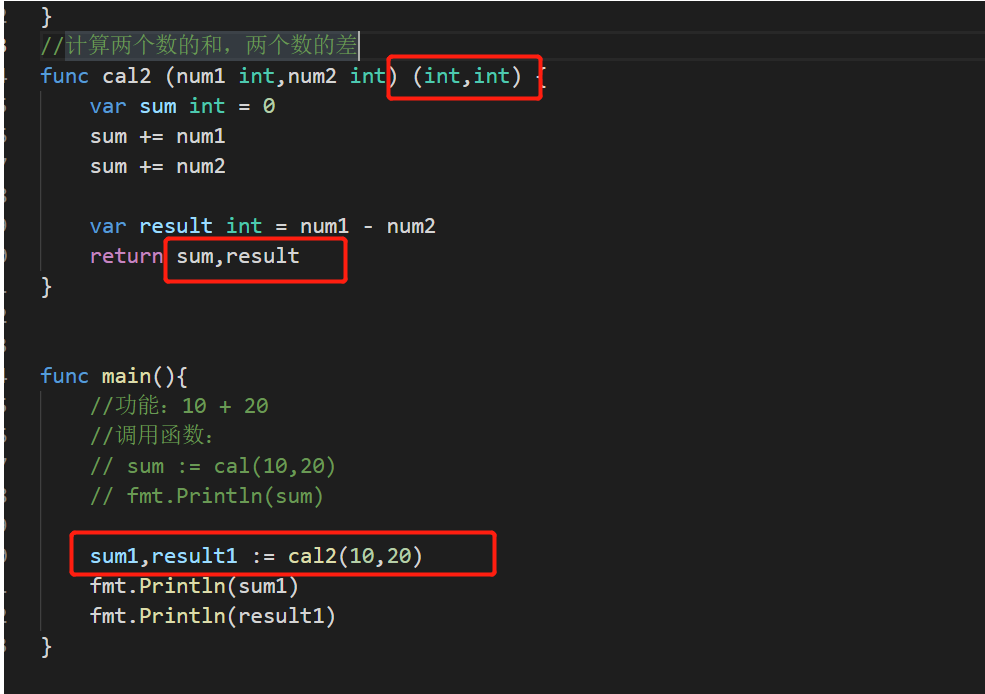 }
//计算两个数的和，两个数的差
func cal2 (num1 int,num2 int) (int,int) {
var sum int = 0
sum += num1
sum += num2
var result int = num1 - num2
return sum,result
}
func main(){
//功能：10 + 20
//调用函数：
// sum := cal(10,20)
// fmt.Println(sum)
sum1,result1 := cal2(10,20)
fmt.Println(sum1)
fmt.Println(result1)
}